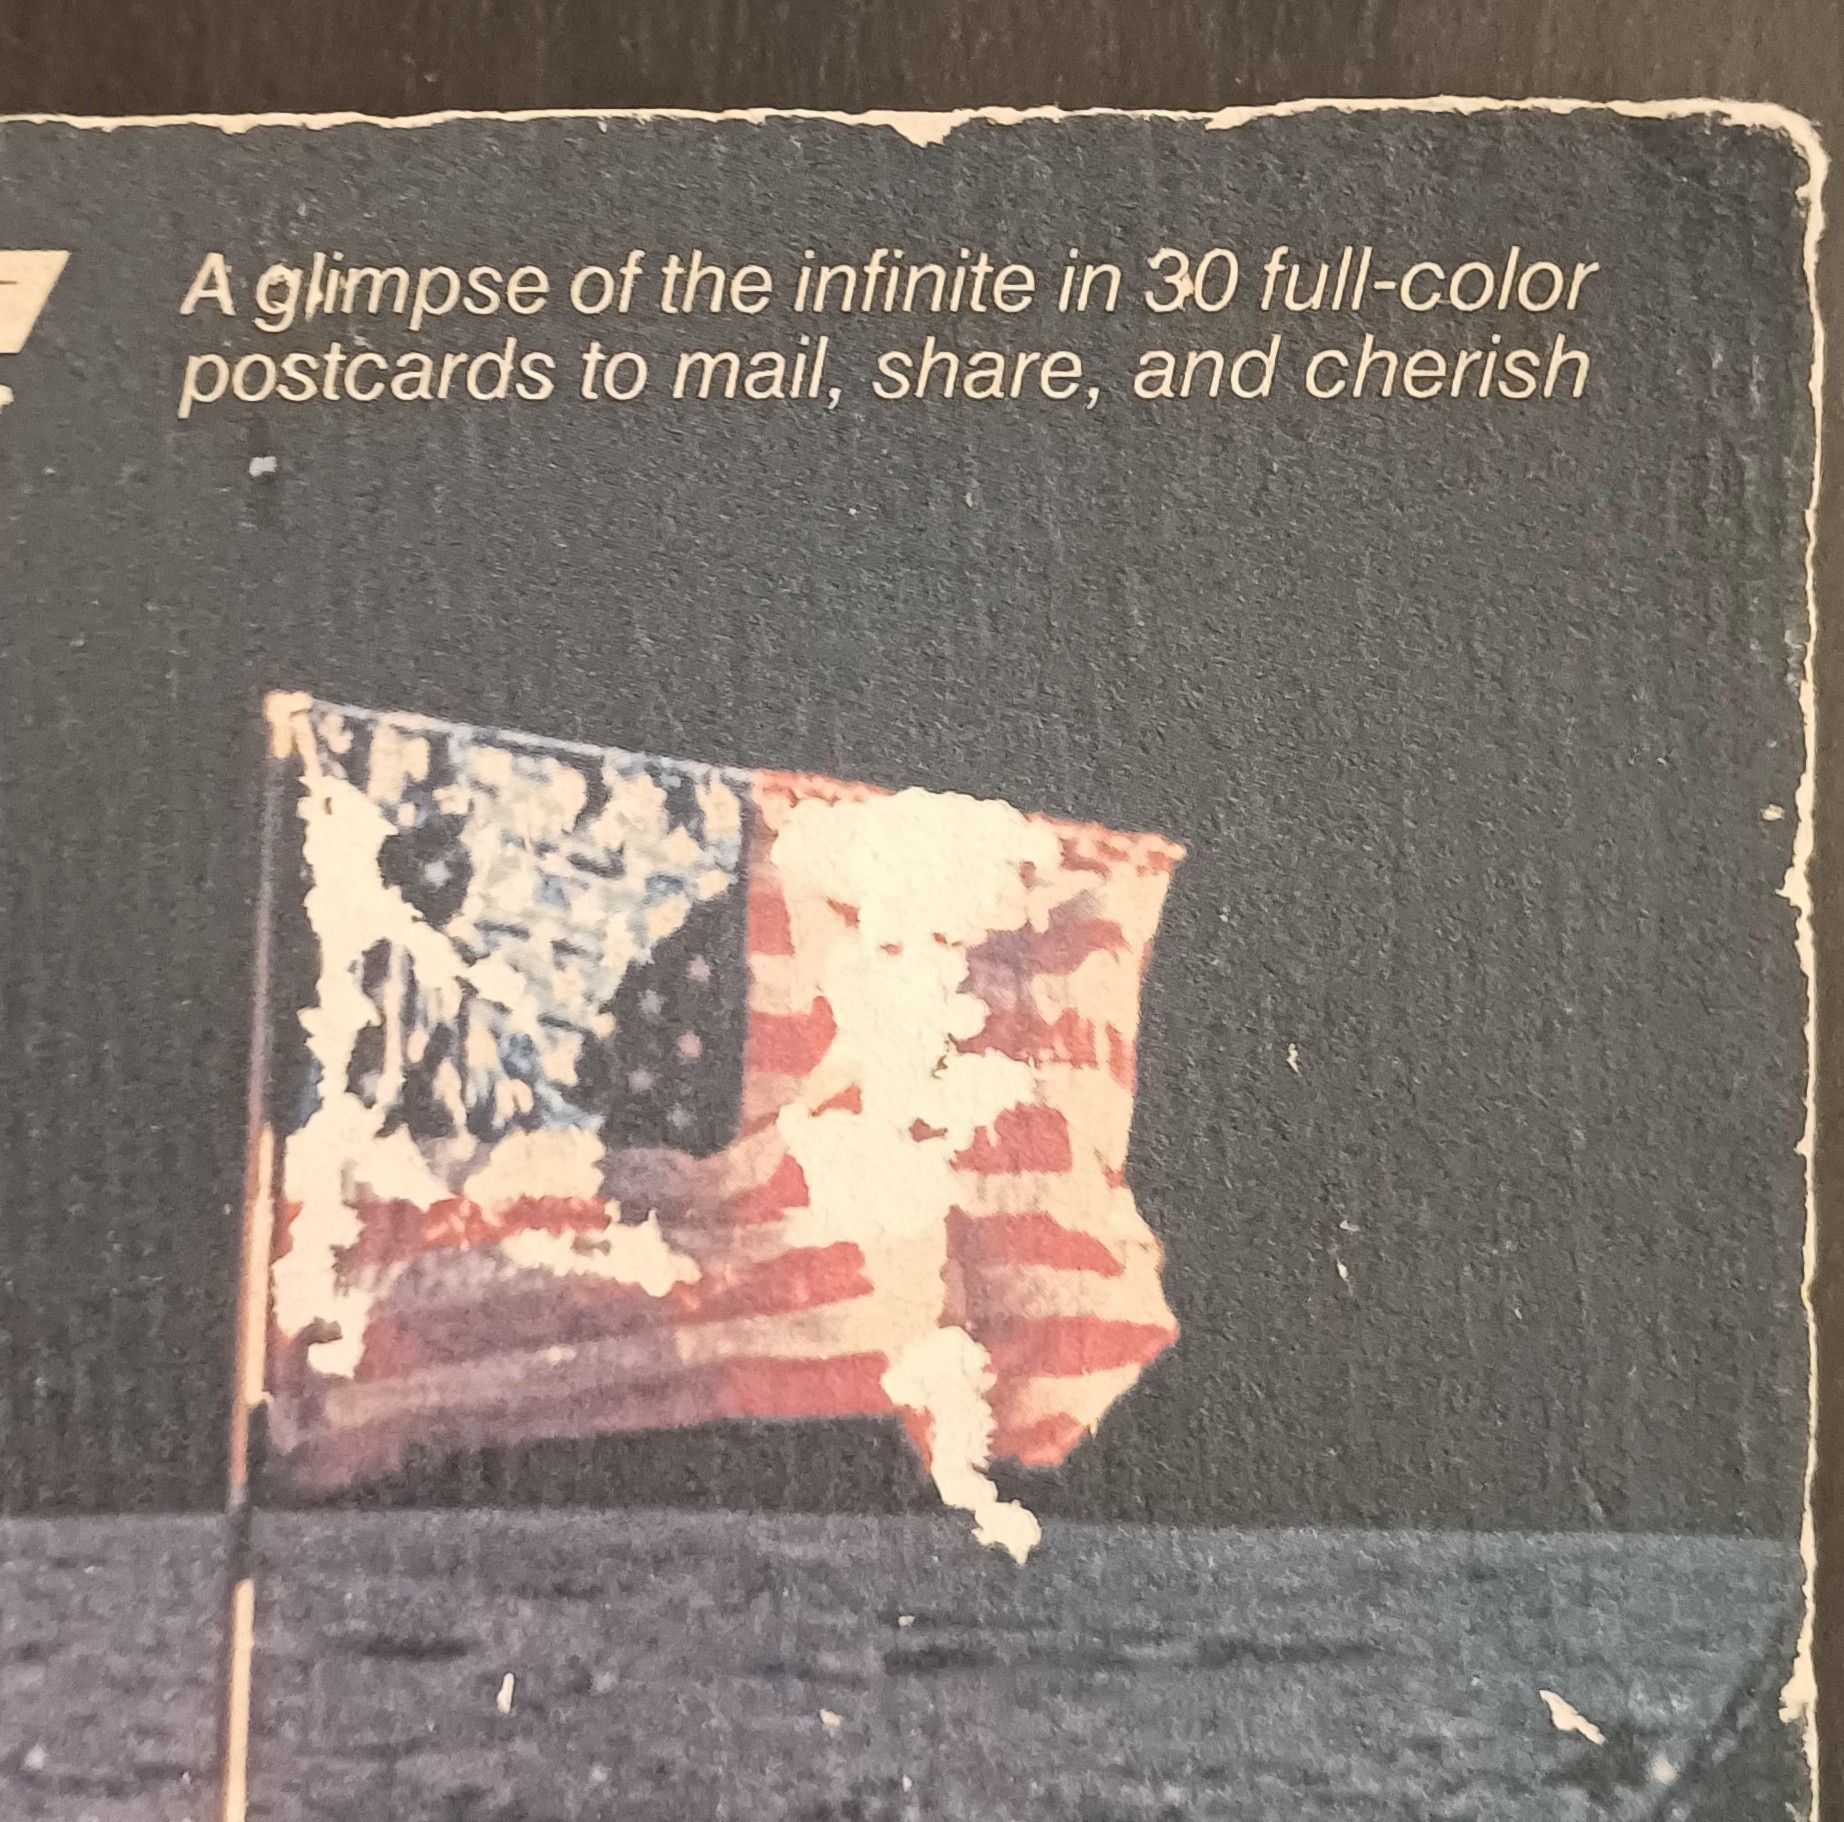 A glimpse of the infinite in 30 full-color
postcards to mail, share, and cherish